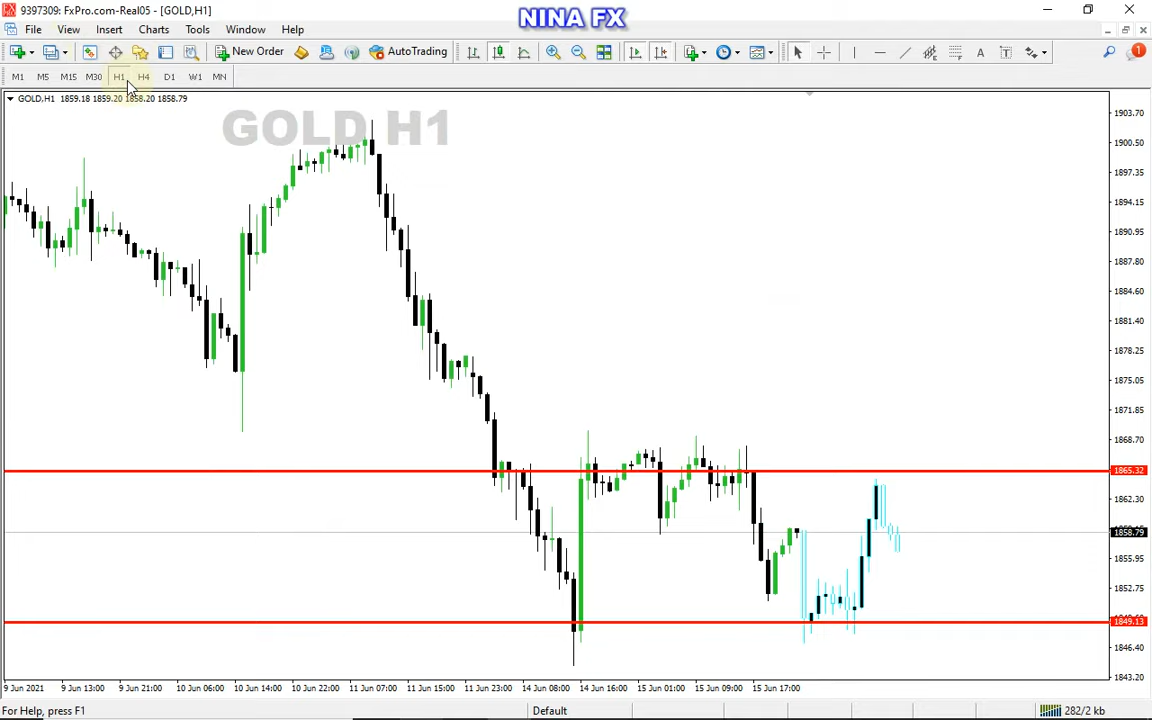 9397309: FxPro.com-Real05 - [GOLD,H1]
NINA FX
File View Insert Charts Tools Window Help
1
New Order AutoTrading
M1 M5 M15 M30 H1 H4 D1 W1 MN
GOLD,H1 1859.18 1859.20 1858.20 1858.79
GOLD H1
1903.70
1900.50
1897.35
1894.15
1890.95
1887.80
1884.60
1881.40
1878.25
1875.05
1871.85
1868.70
1865.32
1862.30
1858.79
1855.95
1852.75
1849.13
1846.40
1843.20
9 Jun 2021 9 Jun 13:00 9 Jun 21:00 10 Jun 06:00 10 Jun 14:00 10 Jun 22:00 11 Jun 07:00 11 Jun 15:00 11 Jun 23:00 14 Jun 08:00 14 Jun 16:00 15 Jun 01:00 15 Jun 09:00 15 Jun 17:00
For Help, press F1 Default 282/2 kb